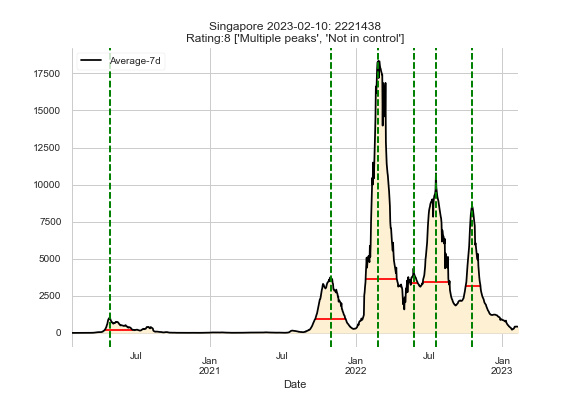 Singapore 2023-02-10: 2221438
Rating:8 ['Multiple peaks', 'Not in control']
Average-7d
17500
15000
12500
10000
7500
5000
2500
0
Jul
Jan
2021
Jul
Jan
2022
Jul
Jan
2023
Date